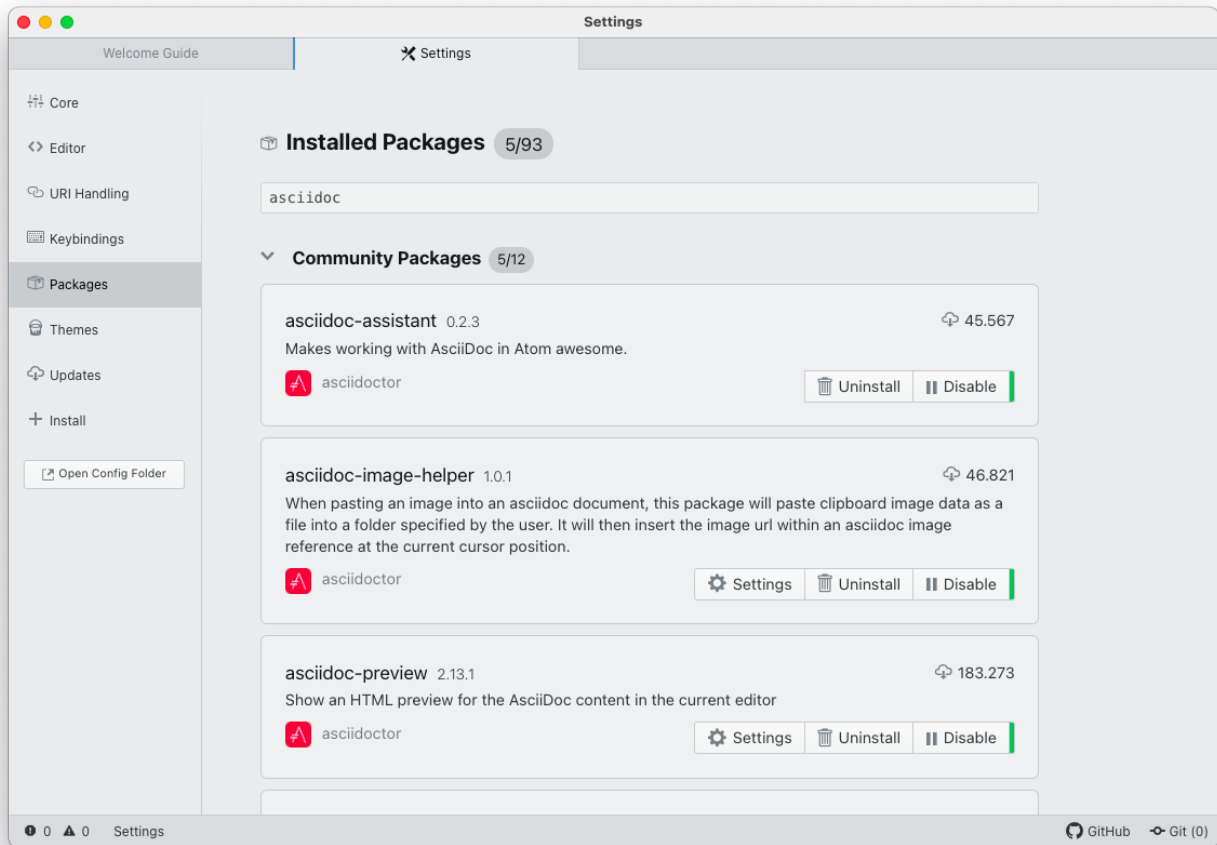 Settings
Welcome Guide
Settings
Core
Editor
URI Handling
Keybindings
Packages
Themes
Updates
Install
Open Config Folder
Installed Packages 5/93
asciidoc
Community Packages 5/12
asciidoc-assistant 0.2.3 45.567
Makes working with AsciiDoc in Atom awesome.
asciidoctor
Uninstall Disable
asciidoc-image-helper 1.0.1 46.821
When pasting an image into an asciidoc document, this package will paste clipboard image data as a
file into a folder specified by the user. It will then insert the image url within an asciidoc image
reference at the current cursor position.
asciidoctor
Settings Uninstall Disable
asciidoc-preview 2.13.1 183.273
Show an HTML preview for the AsciiDoc content in the current editor
asciidoctor
Settings Uninstall Disable
0 0 Settings GitHub Git (0)